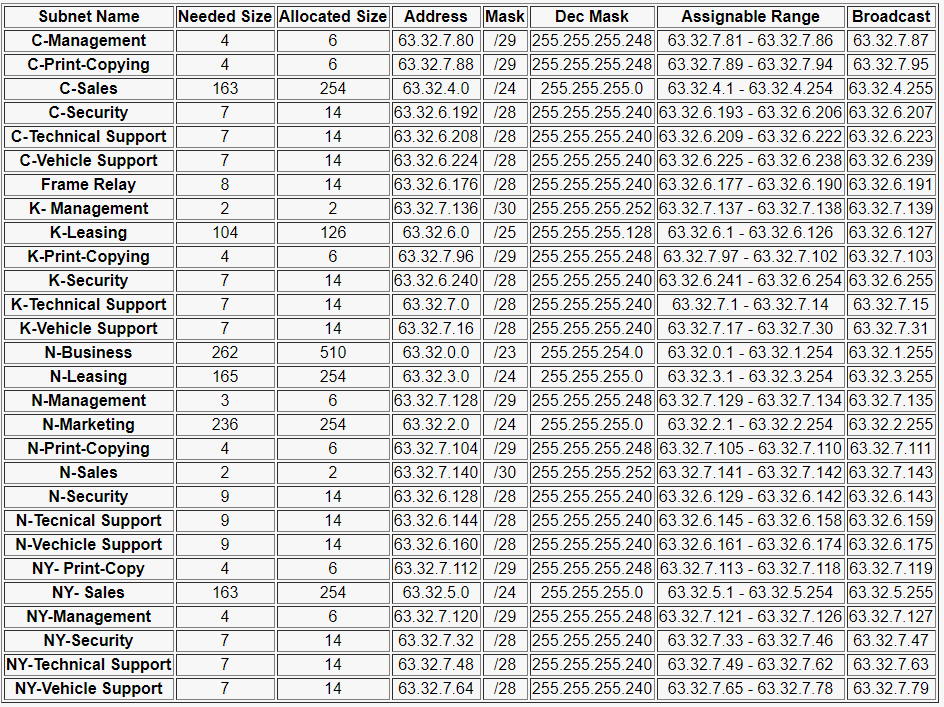 Subnet Name Needed Size Allocated Size Address Mask Dec Mask Assignable Range Broadcast
C-Management 4 6 63.32.7.80 /29 255.255.255.248 63.32.7.81 - 63.32.7.86 63.32.7.87
C-Print-Copying 4 6 63.32.7.88 /29 255.255.255.248 63.32.7.89 - 63.32.7.94 63.32.7.95
C-Sales 163 254 63.32.4.0 /24 255.255.255.0 63.32.4.1 - 63.32.4.254 63.32.4.255
C-Security 7 14 63.32.6.192 /28 255.255.255.240 63.32.6.193 - 63.32.6.206 63.32.6.207
C-Technical Support 7 14 63.32.6.208 /28 255.255.255.240 63.32.6.209 - 63.32.6.222 63.32.6.223
C-Vehicle Support 7 14 63.32.6.224 /28 255.255.255.240 63.32.6.225 - 63.32.6.238 63.32.6.239
Frame Relay 8 14 63.32.6.176 /28 255.255.255.240 63.32.6.177 - 63.32.6.190 63.32.6.191
K- Management 2 2 63.32.7.136 /30 255.255.255.252 63.32.7.137 - 63.32.7.138 63.32.7.139
K-Leasing 104 126 63.32.6.0 /25 255.255.255.128 63.32.6.1 - 63.32.6.126 63.32.6.127
K-Print-Copying 4 6 63.32.7.96 /29 255.255.255.248 63.32.7.97 - 63.32.7.102 63.32.7.103
K-Security 7 14 63.32.6.240 /28 255.255.255.240 63.32.6.241 - 63.32.6.254 63.32.6.255
K-Technical Support 7 14 63.32.7.0 /28 255.255.255.240 63.32.7.1 - 63.32.7.14 63.32.7.15
K-Vehicle Support 7 14 63.32.7.16 /28 255.255.255.240 63.32.7.17 - 63.32.7.30 63.32.7.31
N-Business 262 510 63.32.0.0 /23 255.255.254.0 63.32.0.1 - 63.32.1.254 63.32.1.255
N-Leasing 165 254 63.32.3.0 /24 255.255.255.0 63.32.3.1 - 63.32.3.254 63.32.3.255
N-Management 3 6 63.32.7.128 /29 255.255.255.248 63.32.7.129 - 63.32.7.134 63.32.7.135
N-Marketing 236 254 63.32.2.0 /24 255.255.255.0 63.32.2.1 - 63.32.2.254 63.32.2.255
N-Print-Copying 4 6 63.32.7.104 /29 255.255.255.248 63.32.7.105 - 63.32.7.110 63.32.7.111
N-Sales 2 2 63.32.7.140 /30 255.255.255.252 63.32.7.141 - 63.32.7.142 63.32.7.143
N-Security 9 14 63.32.6.128 /28 255.255.255.240 63.32.6.129 - 63.32.6.142 63.32.6.143
N-Tecnical Support 9 14 63.32.6.144 /28 255.255.255.240 63.32.6.145 - 63.32.6.158 63.32.6.159
N-Vechicle Support 9 14 63.32.6.160 /28 255.255.255.240 63.32.6.161 - 63.32.6.174 63.32.6.175
NY- Print-Copy 4 6 63.32.7.112 /29 255.255.255.248 63.32.7.113 - 63.32.7.118 63.32.7.119
NY- Sales 163 254 63.32.5.0 /24 255.255.255.0 63.32.5.1 - 63.32.5.254 63.32.5.255
NY-Management 4 6 63.32.7.120 /29 255.255.255.248 63.32.7.121 - 63.32.7.126 63.32.7.127
NY-Security 7 14 63.32.7.32 /28 255.255.255.240 63.32.7.33 - 63.32.7.46 63.32.7.47
NY-Technical Support 7 14 63.32.7.48 /28 255.255.255.240 63.32.7.49 - 63.32.7.62 63.32.7.63
NY-Vehicle Support 7 14 63.32.7.64 /28 255.255.255.240 63.32.7.65 - 63.32.7.78 63.32.7.79